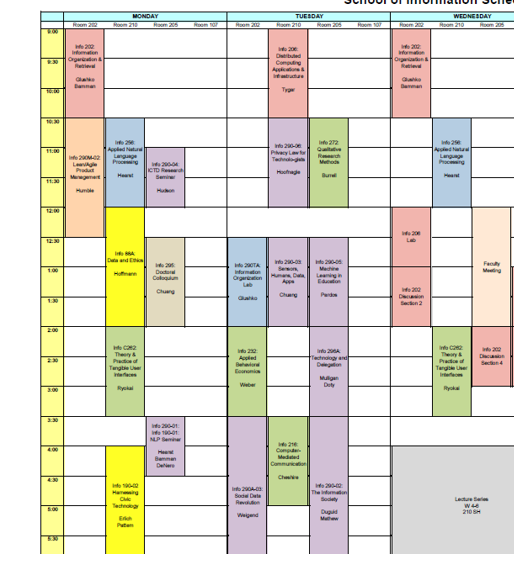 School of Information Sche
MONDAY
TUESDAY
WEDNESDAY
Room 202
Room 210
Room 205
Room 107
Room 202
Room 210
Room 205
Room 107
Room 202
Room 210
Room 205
9:00
9:30
10:00
10:30
11:00
11:30
12:00
12:30
1:00
1:30
2:00
2:30
3:00
3:30
4:00
4:30
5:00
5:30
Info 202:
Information
Organization &
Retrieval
Glushko
Bamman
Info 290M-02:
Lean/Agile
Product
Management
Humble
Info 256:
Applied Natural
Language
Processing
Hearst
Info 88A:
Data and Ethics
Hoffmann
Info C262:
Theory &
Practice of
Tangible User
Interfaces
Ryokai
Info 190-02
Harnessing
Civic
Technology
Ertich
Pattern
Info 290-04:
ICTD Research
Seminar
Hudson
Info 295:
Doctoral
Colloquium
Chuang
Info 290-01:
Info 190-01:
NLP Seminar
Hearst
Bamman
DeNero
Info 290TA:
Information
Organization
Lab
Glushko
Info 232:
Applied
Behavioral
Economics
Weber
Info 290A-03:
Social Data
Revolution
Weigend
Info 206:
Distributed
Computing
Applications &
Infrastructure
Tygar
Info 290-06:
Privacy Law for
Technologists
Hoofnagle
Info 290-03:
Sensors,
Humans, Data,
Apps
Chuang
Info 216:
Computer-
Mediated
Communication
Cheshire
Info 272:
Qualitative
Research
Methods
Burrell
Info 290-05:
Machine
Learning in
Education
Pardos
Info 296A:
Technology and
Delegation
Mulligan
Doty
Info 290-02:
The Information
Society
Duguid
Mathew
Info 202:
Information
Organization &
Retrieval
Glushko
Bamman
Info 206
Lab
Info 202
Discussion
Section 2
Info 256:
Applied Natural
Language
Processing
Hearst
Info C262:
Theory &
Practice of
Tangible User
Interfaces
Ryokai
Faculty
Meeting
Info 202
Discussion
Section 4
Lecture Series
W 4-6
210 SH